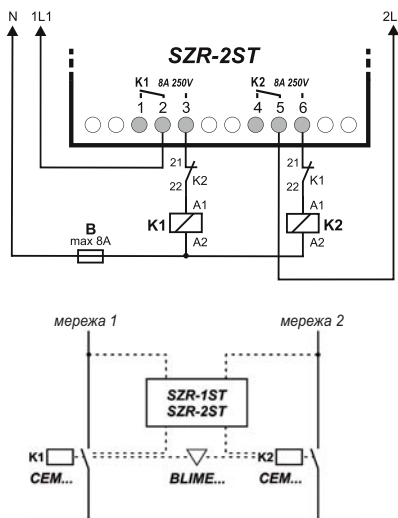 N 1L1 2L
SZR-2ST
K1 8A 250V K2 8A 250V
1 2 3 4 5 6
21 21
K2 K1
22 22
A1 A1
K1 K2
A2 A2
B
max 8A
мережа 1 мережа 2
SZR-1ST
SZR-2ST
K1 K2
CEM... BLIME... CEM...